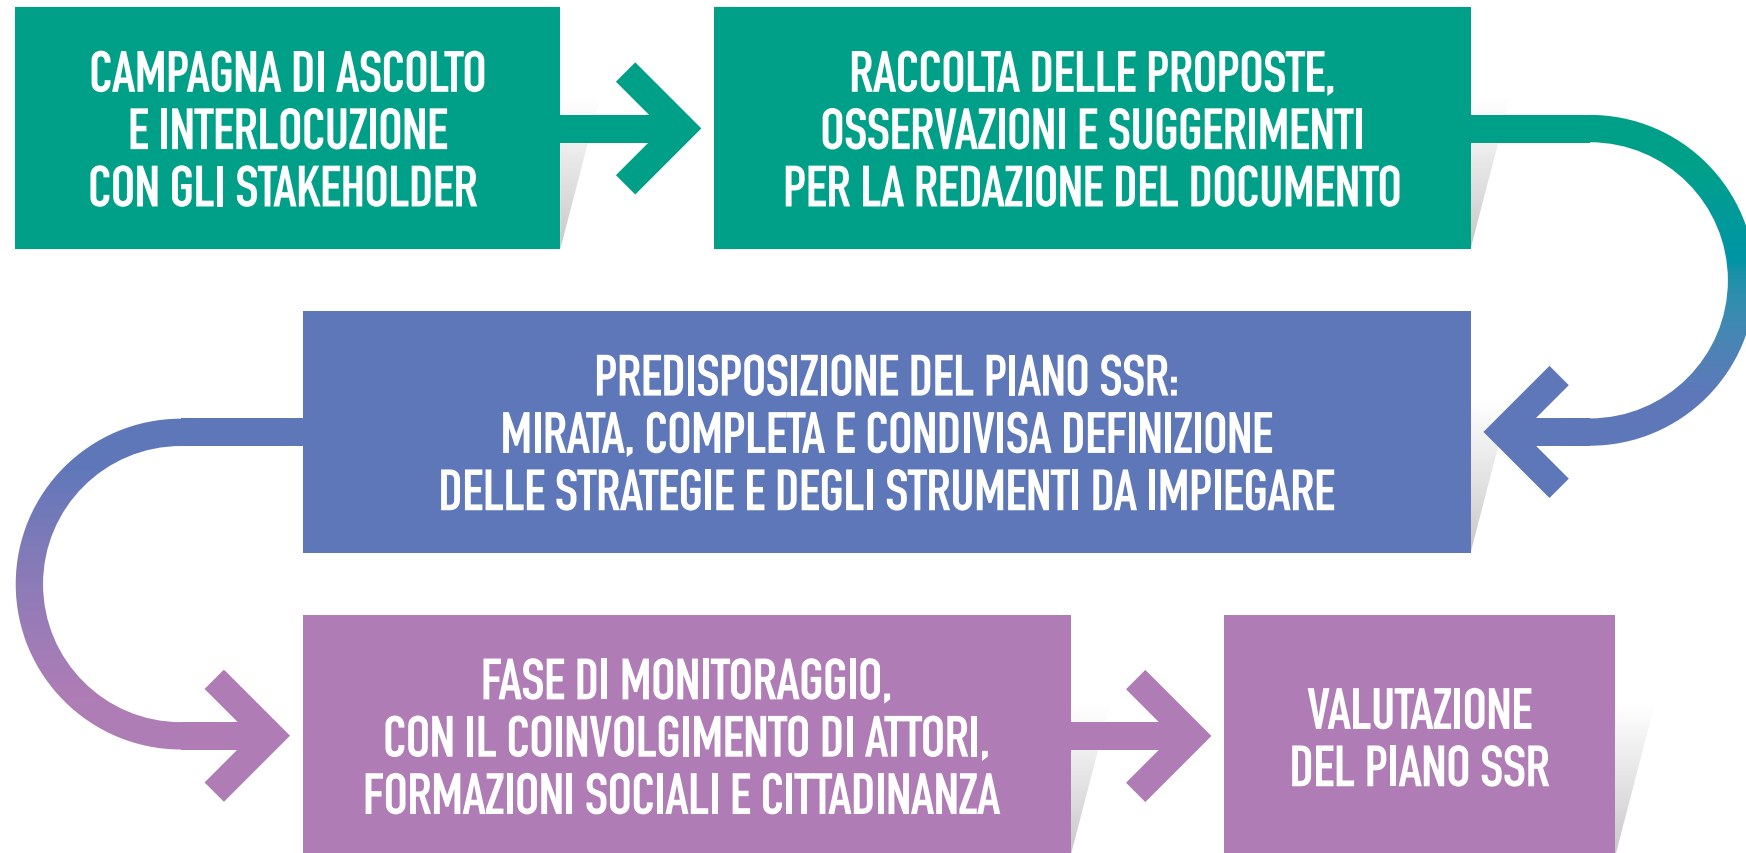 CAMPAGNA DI ASCOLTO
E INTERLOCUZIONE
CON GLI STAKEHOLDER
RACCOLTA DELLE PROPOSTE,
OSSERVAZIONI E SUGGERIMENTI
PER LA REDAZIONE DEL DOCUMENTO
PREDISPOSIZIONE DEL PIANO SSR:
MIRATA, COMPLETA E CONDIVISA DEFINIZIONE
DELLE STRATEGIE E DEGLI STRUMENTI DA IMPIEGARE
FASE DI MONITORAGGIO,
CON IL COINVOLGIMENTO DI ATTORI,
FORMAZIONI SOCIALI E CITTADINANZA
VALUTAZIONE
DEL PIANO SSR